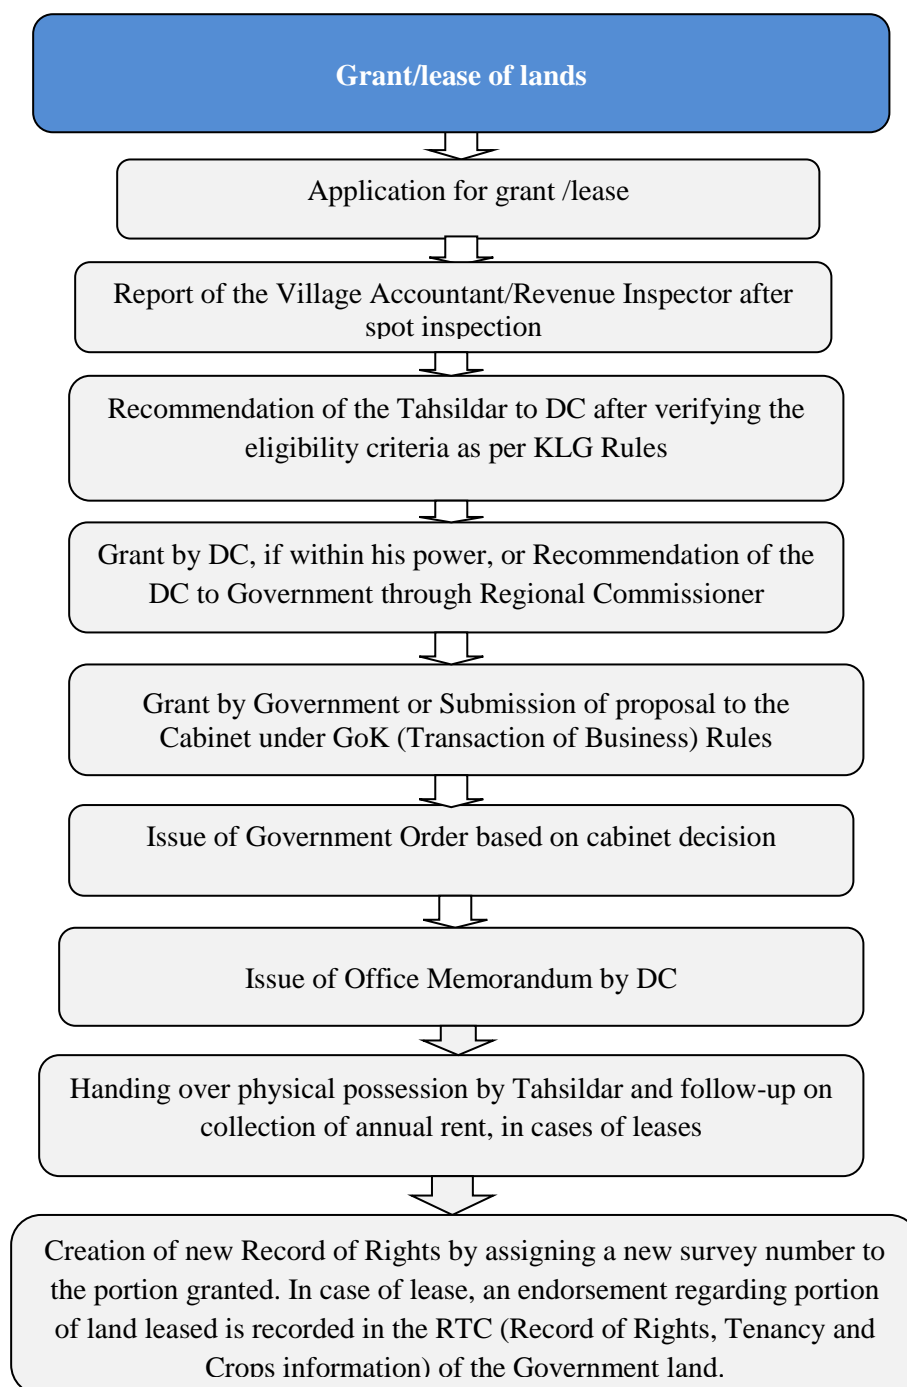 Grant/lease of lands
Application for grant /lease
Report of the Village Accountant/Revenue Inspector after
spot inspection
Recommendation of the Tahsildar to DC after verifying the
eligibility criteria as per KLG Rules
Grant by DC, if within his power, or Recommendation of the
DC to Government through Regional Commissioner
Grant by Government or Submission of proposal to the
Cabinet under GoK (Transaction of Business) Rules
Issue of Government Order based on cabinet decision
Issue of Office Memorandum by DC
Handing over physical possession by Tahsildar and follow-up on
collection of annual rent, in cases of leases
Creation of new Record of Rights by assigning a new survey number to
the portion granted. In case of lease, an endorsement regarding portion
of land leased is recorded in the RTC (Record of Rights, Tenancy and
Crops information) of the Government land.